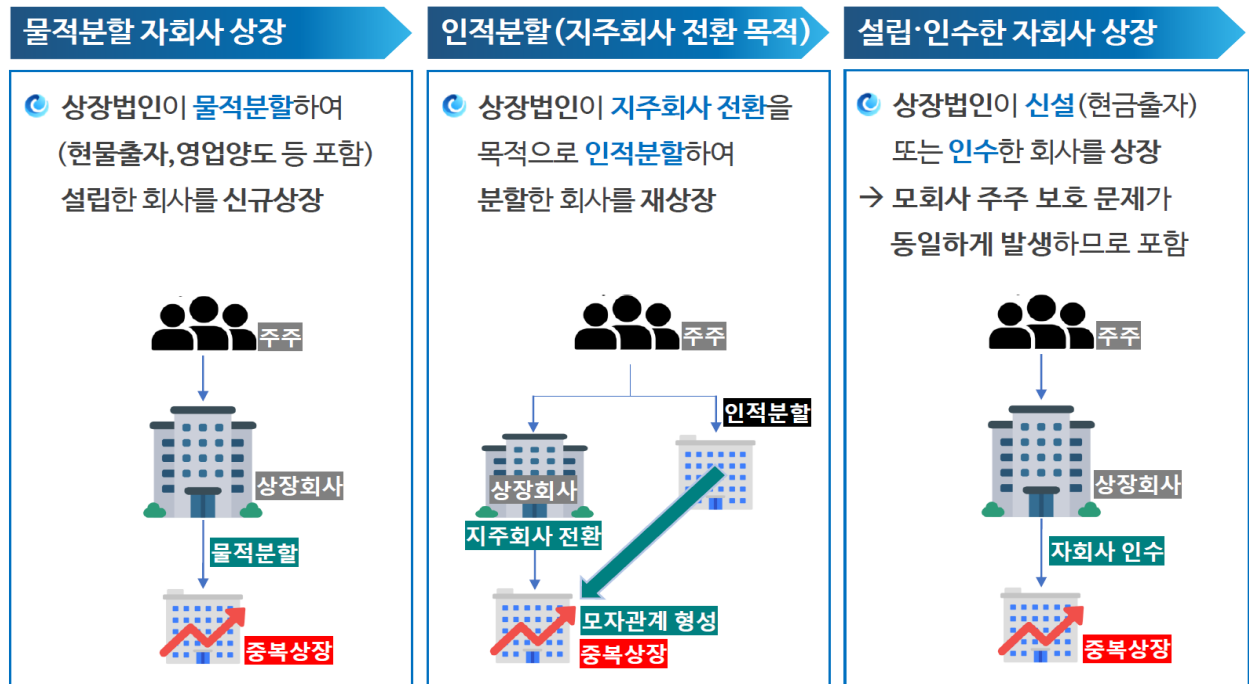 물적분할 자회사 상장
상장법인이 물적분할하여
(현물출자,영업양도 등 포함)
설립한 회사를 신규상장
주주
상장회사
물적분할
중복상장
인적분할(지주회사 전환 목적)
상장법인이 지주회사 전환을
목적으로 인적분할하여
분할한 회사를 재상장
주주
인적분할
상장회사
지주회사 전환
모자관계 형성
중복상장
설립·인수한 자회사 상장
상장법인이 신설(현금출자)
또는 인수한 회사를 상장
→ 모회사 주주 보호 문제가
동일하게 발생하므로 포함
주주
상장회사
자회사 인수
중복상장